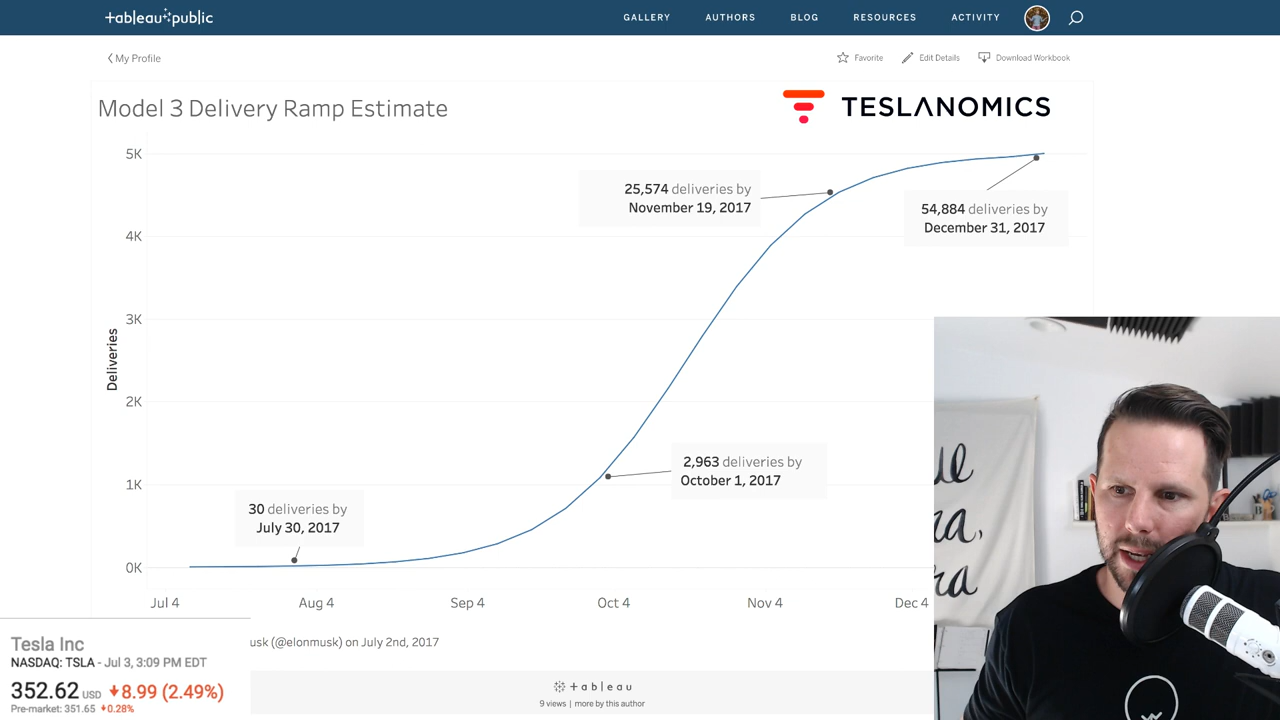 tableau public
GALLERY
AUTHORS
BLOG
RESOURCES
ACTIVITY
My Profile
Favorite
Edit Details
Download Workbook
Model 3 Delivery Ramp Estimate
TESLANOMICS
5K
4K
3K
2K
1K
0K
Deliveries
25,574 deliveries by
November 19, 2017
54,884 deliveries by
December 31, 2017
2,963 deliveries by
October 1, 2017
30 deliveries by
July 30, 2017
Jul 4
Aug 4
Sep 4
Oct 4
Nov 4
Dec 4
usk (@elonmusk) on July 2nd, 2017
Tesla Inc
NASDAQ: TSLA - Jul 3, 3:09 PM EDT
352.62 USD 8.99 (2.49%)
Pre-market: 351.65 0.28%
tableau
9 views | more by this author